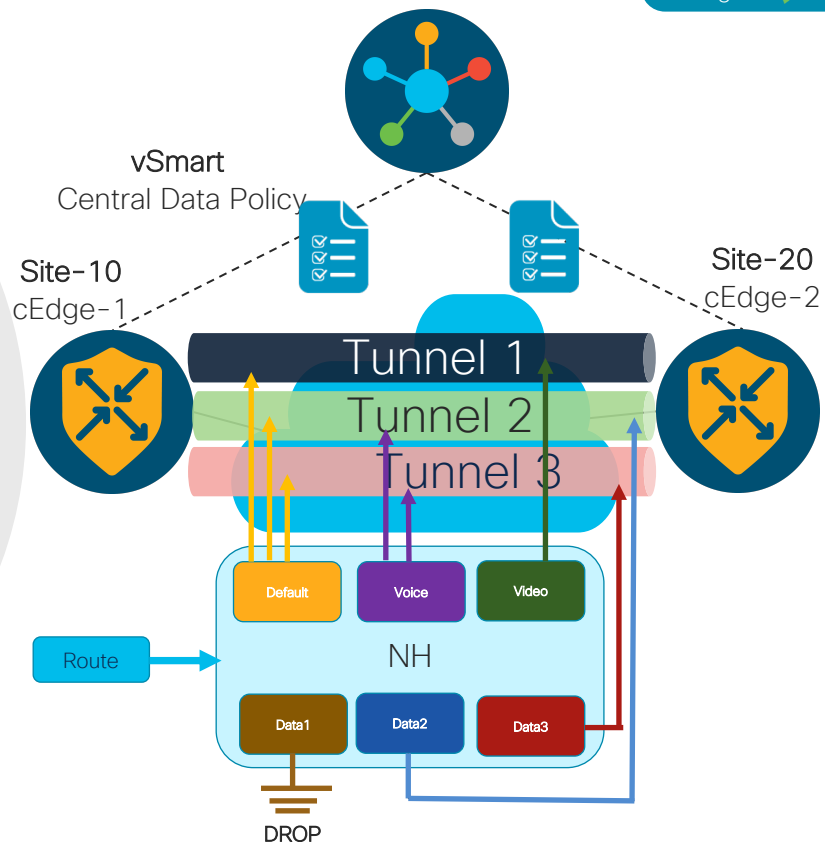 vSmart
Central Data Policy
Site-10
cEdge-1
Site-20
cEdge-2
Tunnel 1
Tunnel 2
Tunnel 3
Default
Voice
Video
Route
NH
Data1
Data2
Data3
DROP